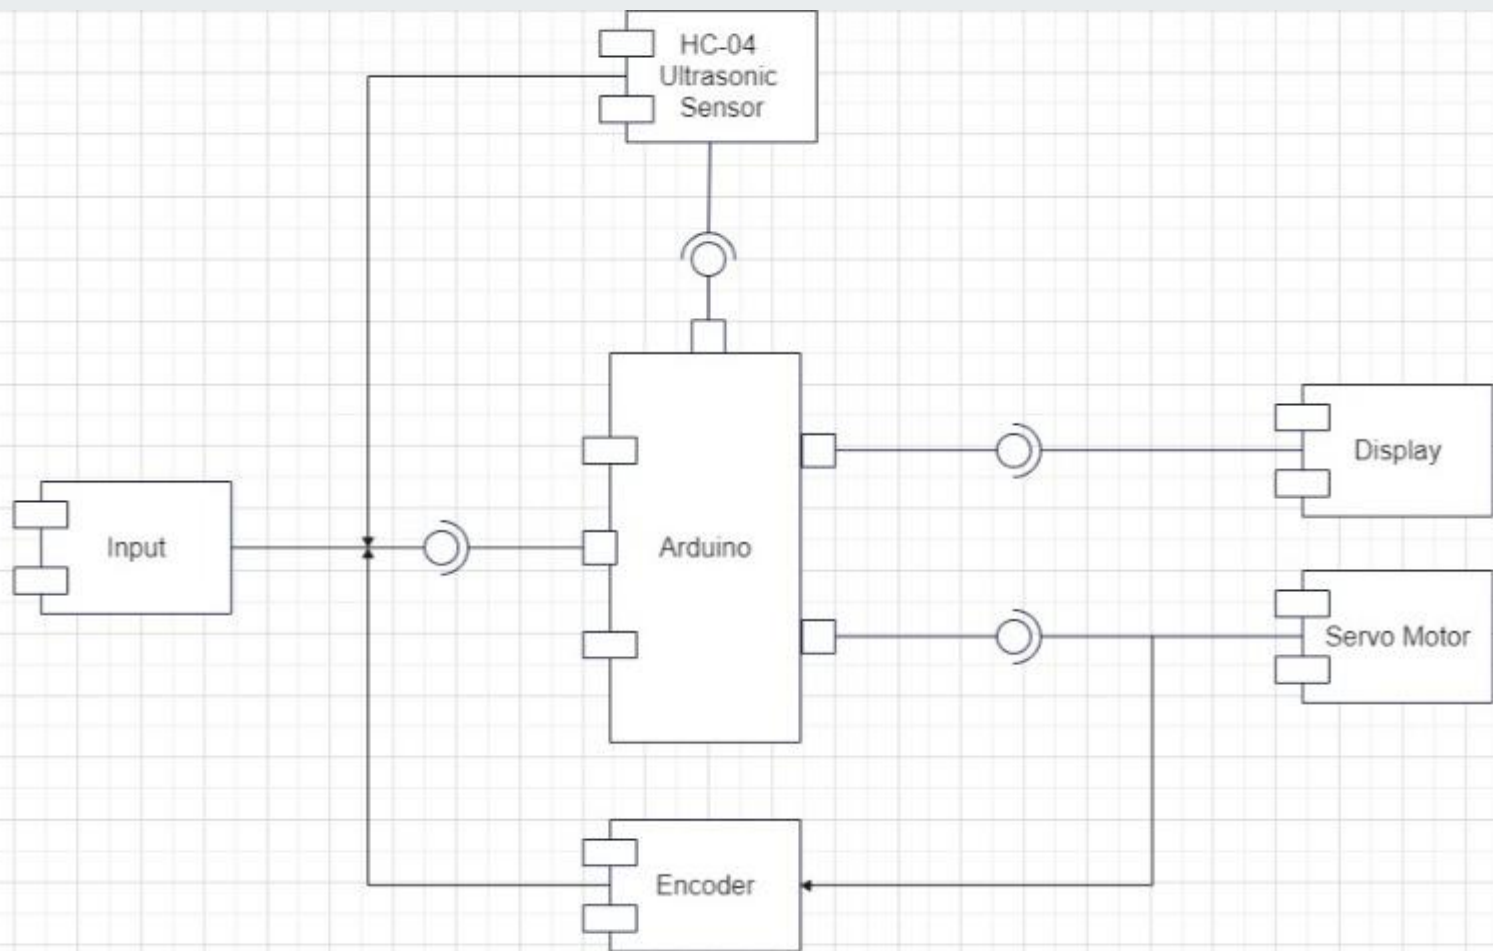 HC-04
Ultrasonic
Sensor
Display
Input
Arduino
Servo Motor
Encoder